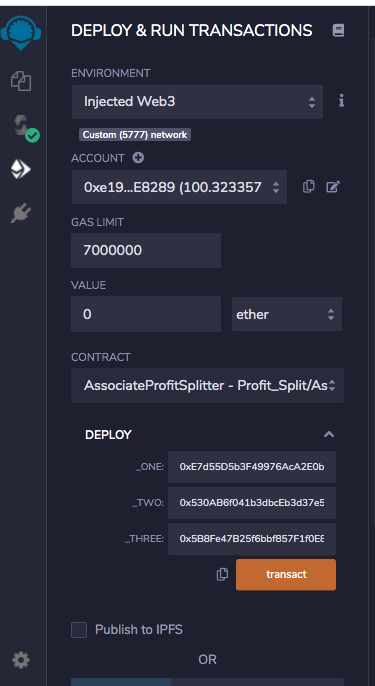 DEPLOY & RUN TRANSACTIONS
ENVIRONMENT
Injected Web3
Custom (5777) network
ACCOUNT
0xe19...E8289 (100.323357
GAS LIMIT
7000000
VALUE
0 ether
CONTRACT
AssociateProfitSplitter - Profit_Split/As
DEPLOY
_ONE: 0xE7d55D5b3F49976AcA2E0b
_TWO: 0x530AB6f041b3dbcEb3d37e5
_THREE: 0x5B8Fe47B25f6bbf857F1f0E8
transact
Publish to IPFS
OR